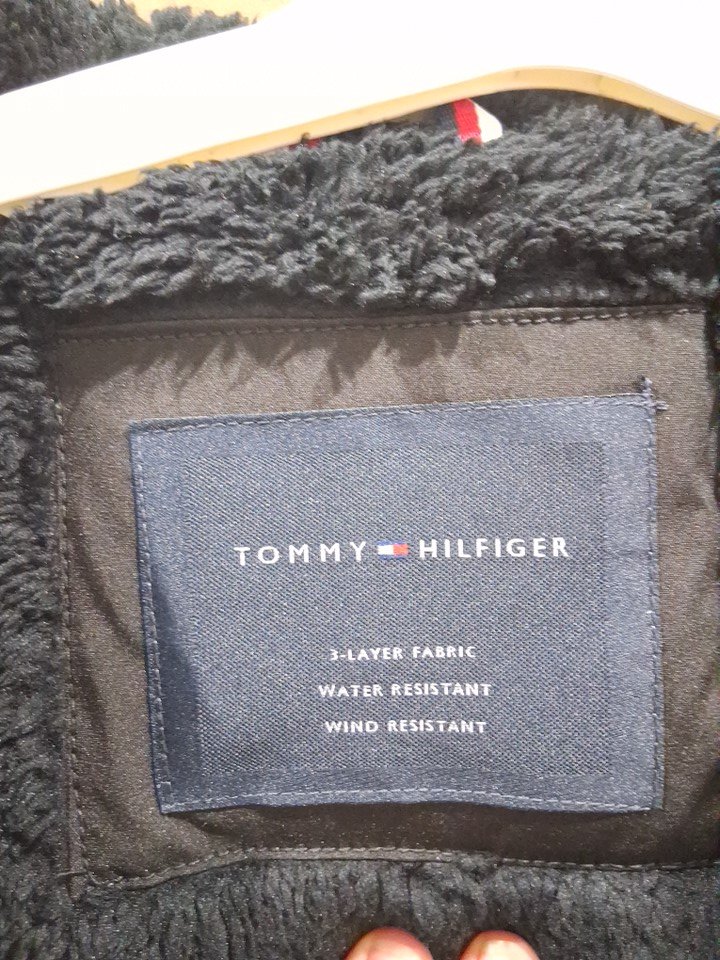 TOMMY HILFIGER
3-LAYER FABRIC
WATER RESISTANT
WIND RESISTANT